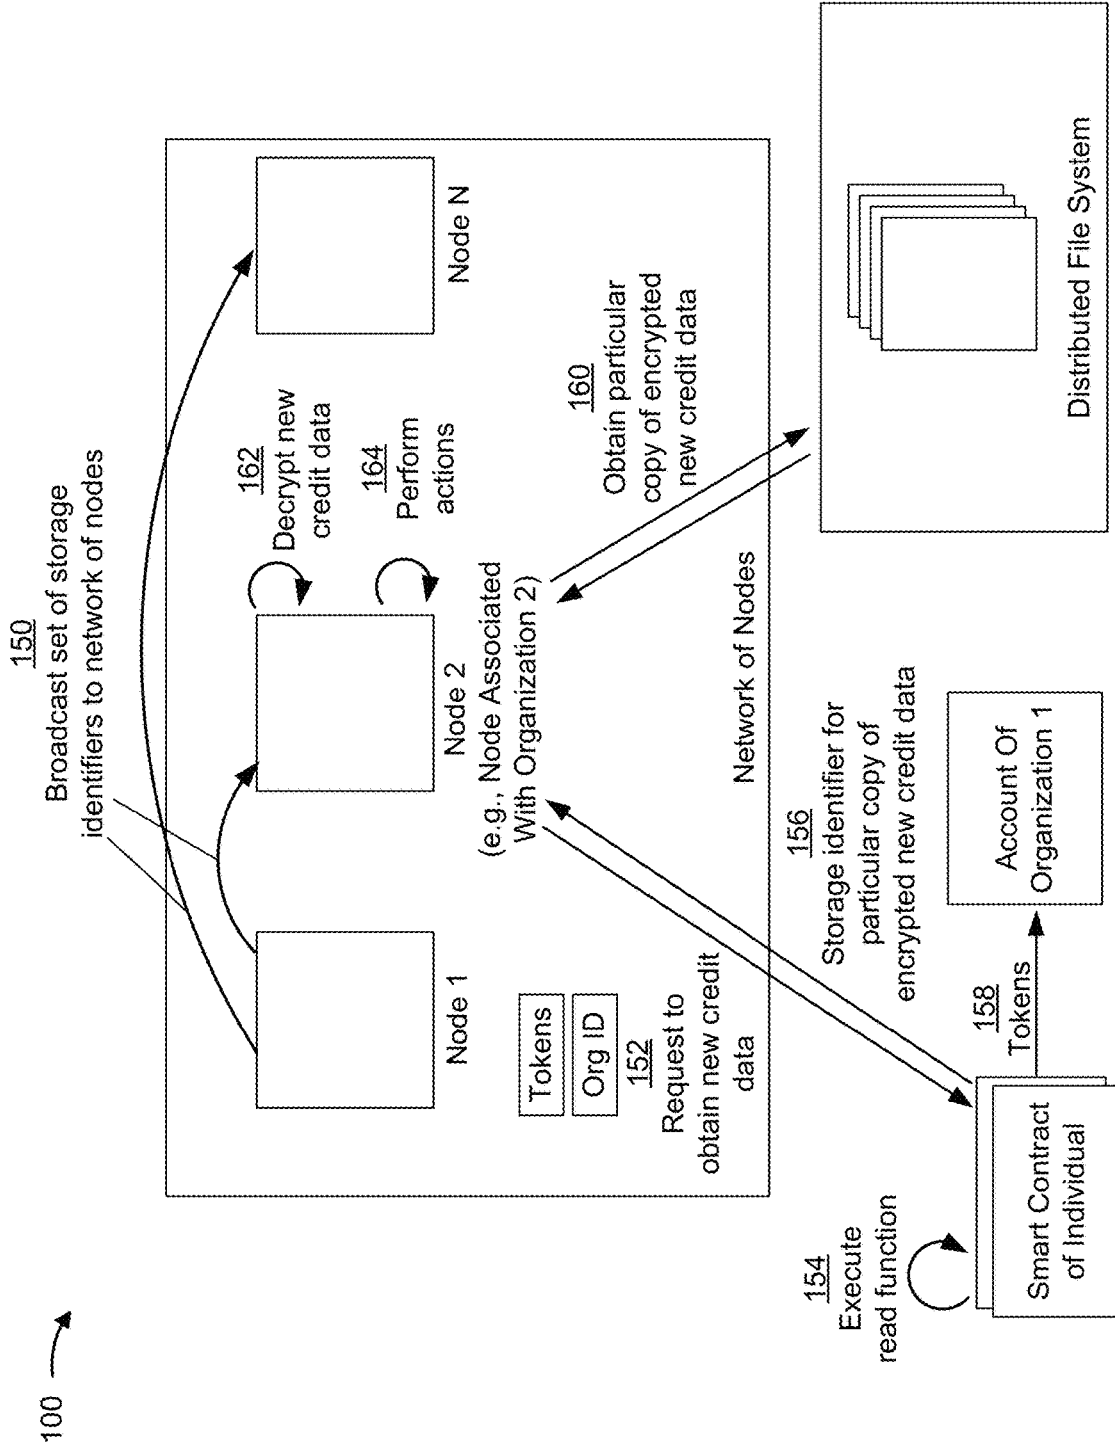 100
150
Broadcast set of storage
identifiers to network of nodes
Node 1
Node 2
(e.g., Node Associated
With Organization 2)
Node N
162
Decrypt new
credit data
164
Perform
actions
Tokens
Org ID
152
Request to
obtain new credit
data
160
Obtain particular
copy of encrypted
new credit data
Network of Nodes
154
Execute
read function
Smart Contract
of Individual
156
Storage identifier for
particular copy of
encrypted new credit data
158
Tokens
Account Of
Organization 1
Distributed File System